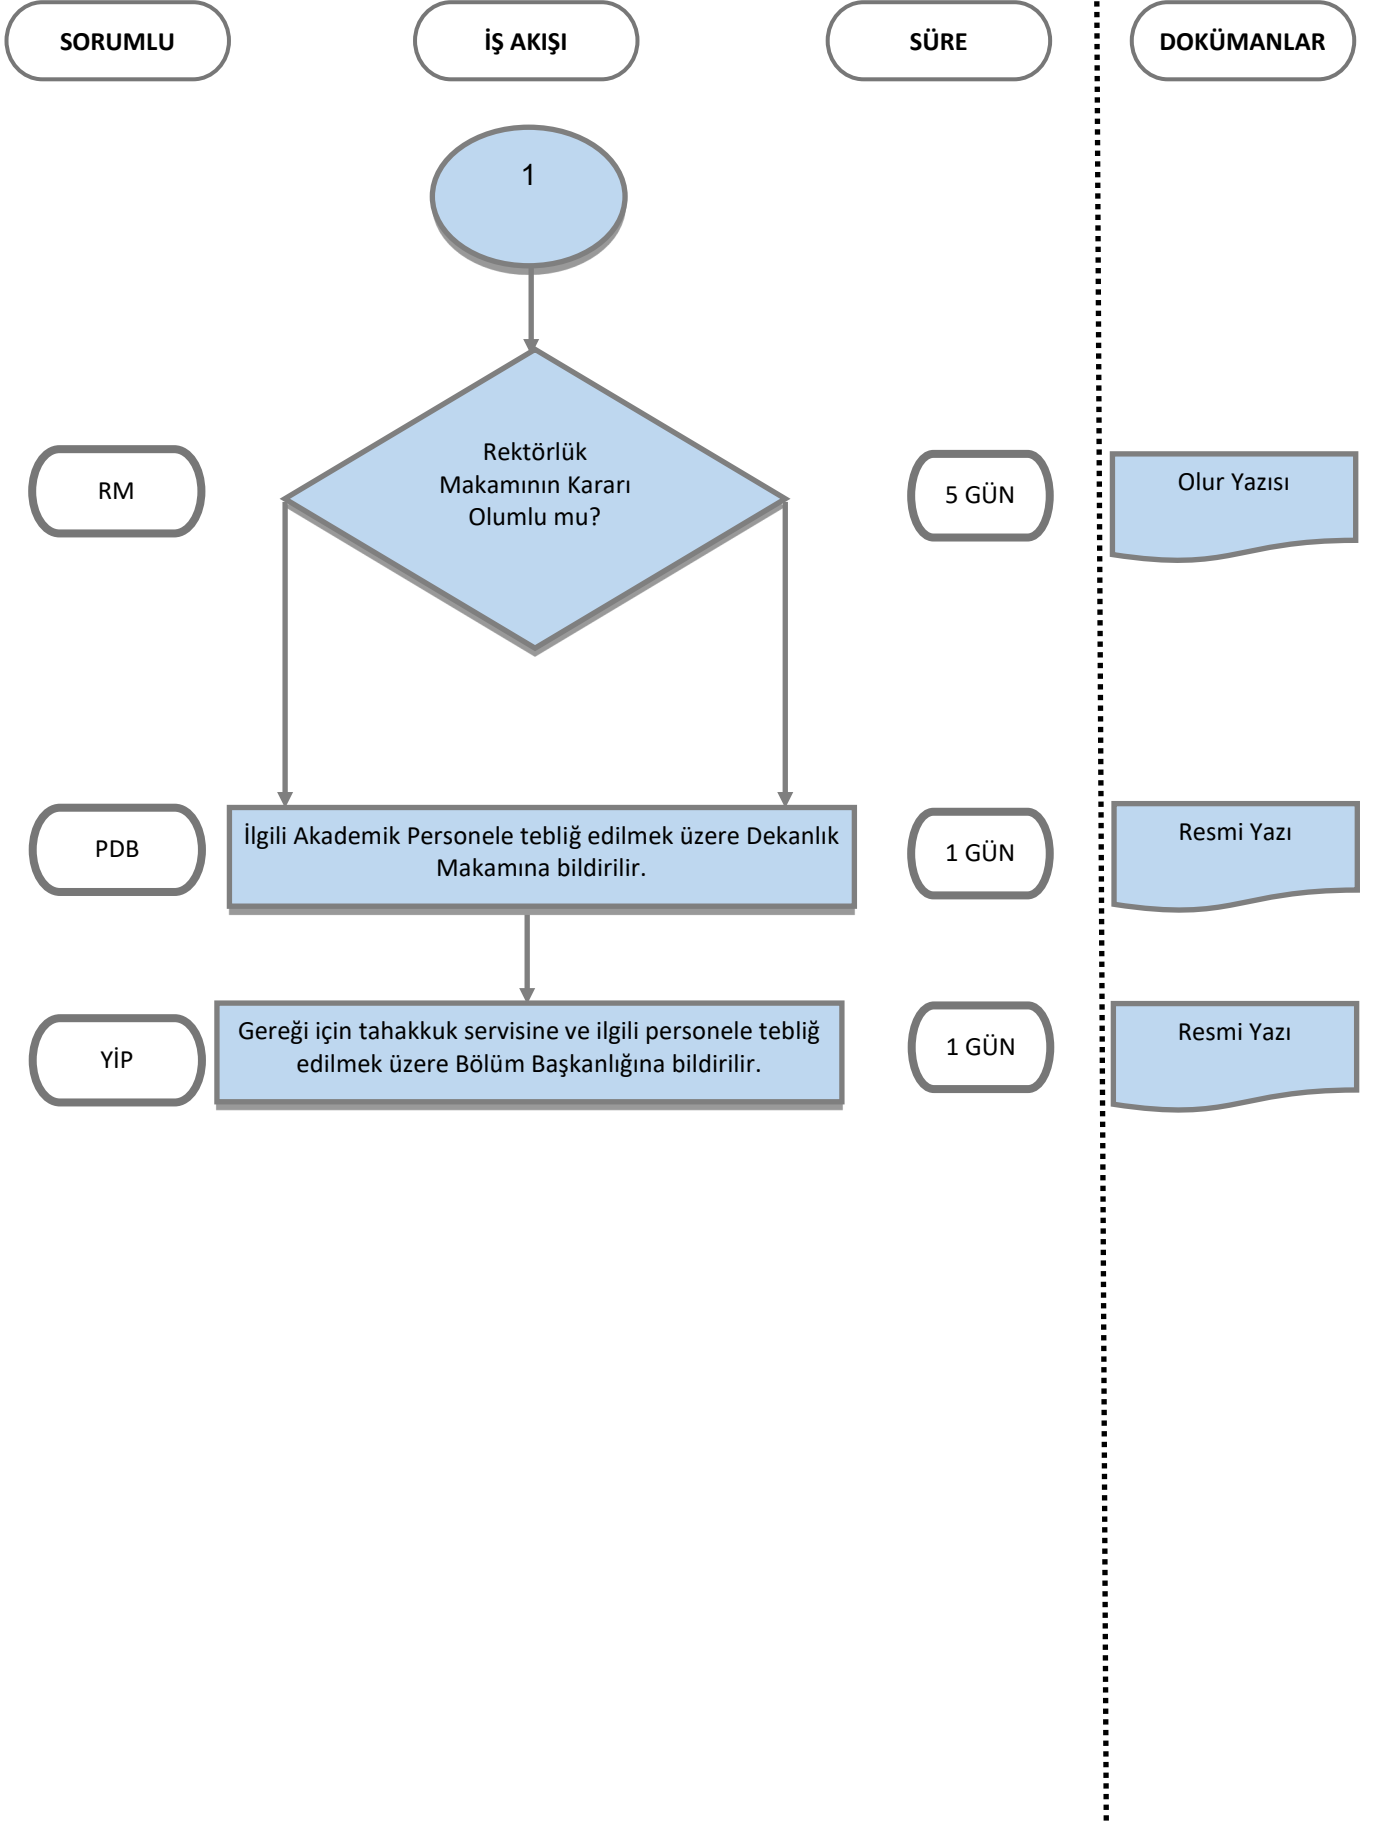 SORUMLU
İŞ AKIŞI
SÜRE
DOKÜMANLAR
1
RM
Rektörlük
Makamının Kararı
Olumlu mu?
5 GÜN
Olur Yazısı
PDB
İlgili Akademik Personele tebliğ edilmek üzere Dekanlık
Makamına bildirilir.
1 GÜN
Resmi Yazı
YİP
Gereği için tahakkuk servisine ve ilgili personele tebliğ
edilmek üzere Bölüm Başkanlığına bildirilir.
1 GÜN
Resmi Yazı